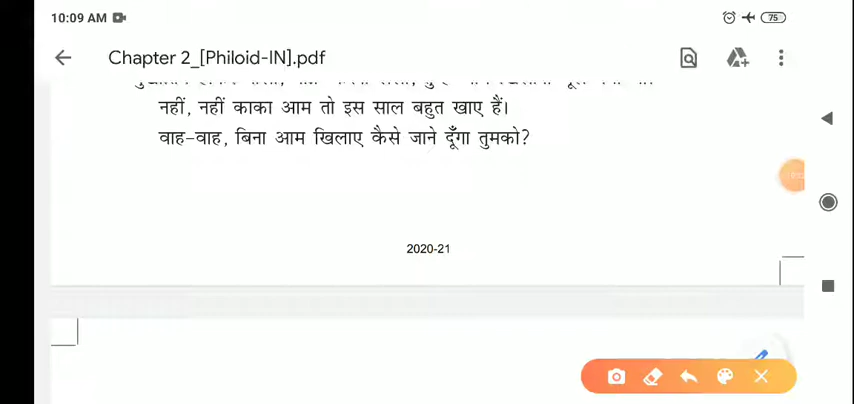 10:09 AM
75
Chapter 2_[Philoid-IN].pdf
नहीं, नहीं काका आम तो इस साल बहुत खाए हैं।
वाह-वाह, बिना आम खिलाए कैसे जाने दूँगा तुमको?
2020-21